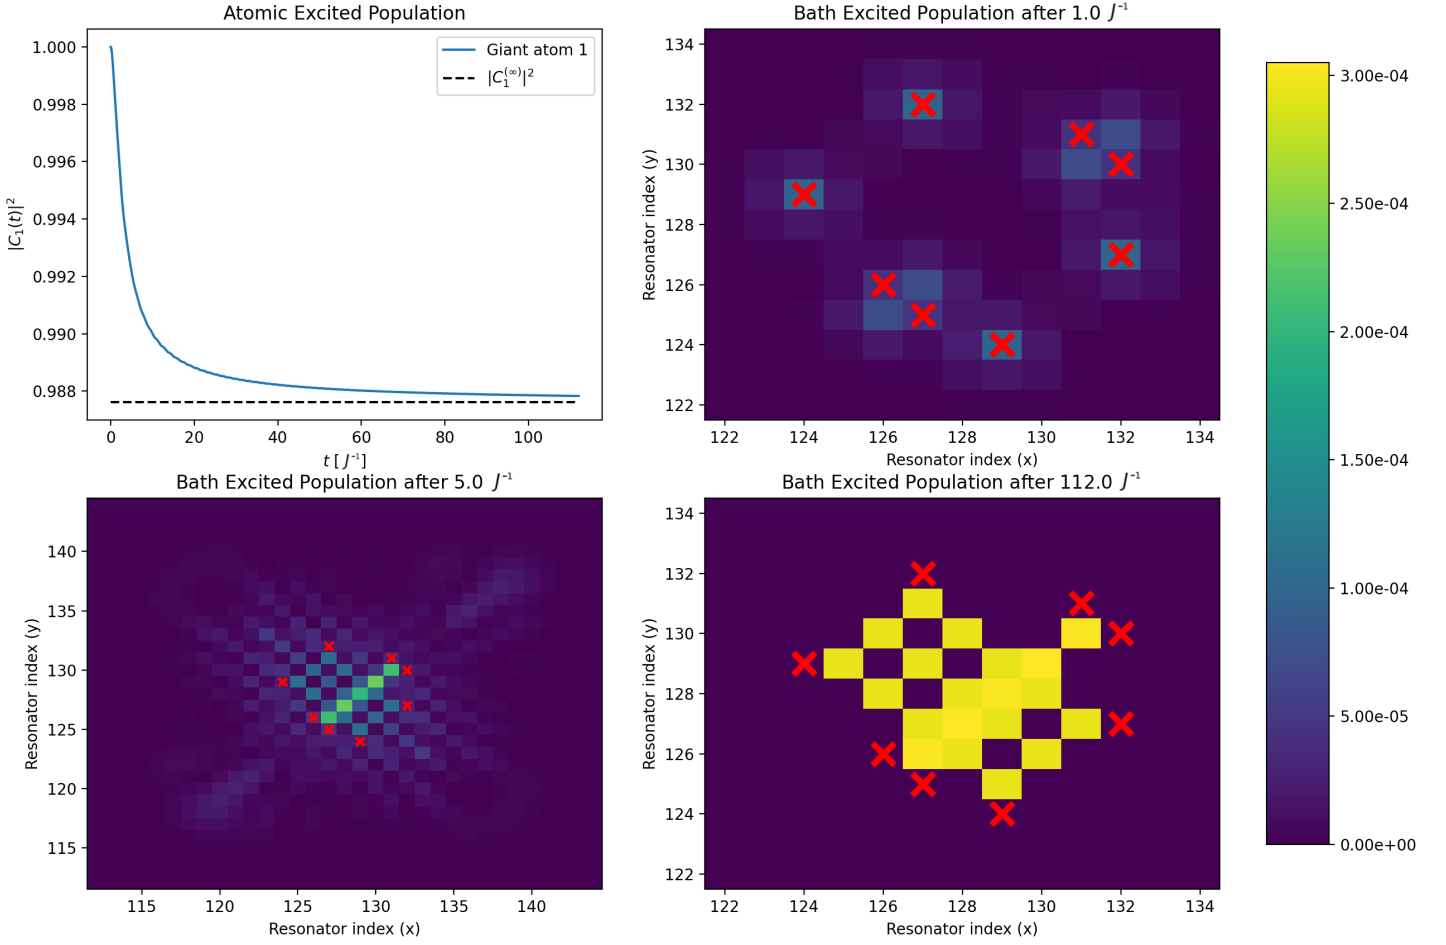 Atomic Excited Population
|C₁(t)|²
1.000
0.998
0.996
0.994
0.992
0.990
0.988
Giant atom 1
|C₁^(∞)|²
0 20 40 60 80 100
t [ J⁻¹]
Bath Excited Population after 1.0 J⁻¹
Resonator index (y)
134
132
130
128
126
124
122
122 124 126 128 130 132 134
Resonator index (x)
Bath Excited Population after 5.0 J⁻¹
Resonator index (y)
140
135
130
125
120
115
115 120 125 130 135 140
Resonator index (x)
Bath Excited Population after 112.0 J⁻¹
Resonator index (y)
134
132
130
128
126
124
122
122 124 126 128 130 132 134
Resonator index (x)
3.00e-04
2.50e-04
2.00e-04
1.50e-04
1.00e-04
5.00e-05
0.00e+00